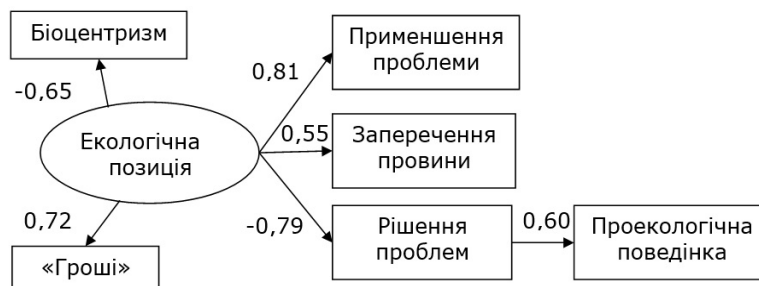 Біоцентризм
-0,65
Екологічна
позиція
0,72
«Гроші»
0,81
Применшення
проблеми
0,55
Заперечення
провини
-0,79
Рішення
проблем
0,60
Проекологічна
поведінка